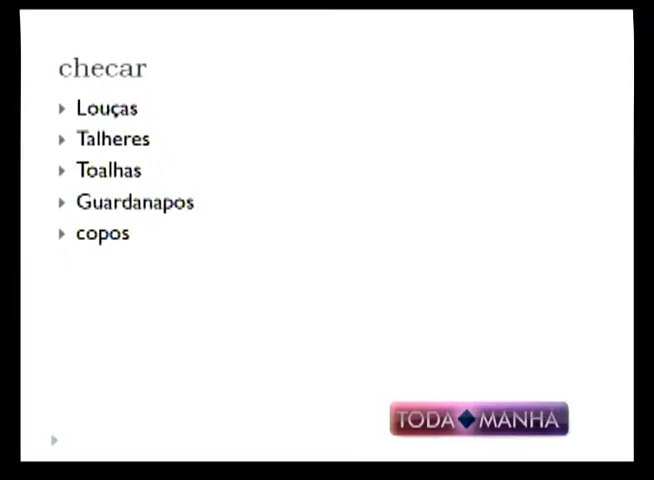 checar
Louças
Talheres
Toalhas
Guardanapos
copos
TODA MANHÃ